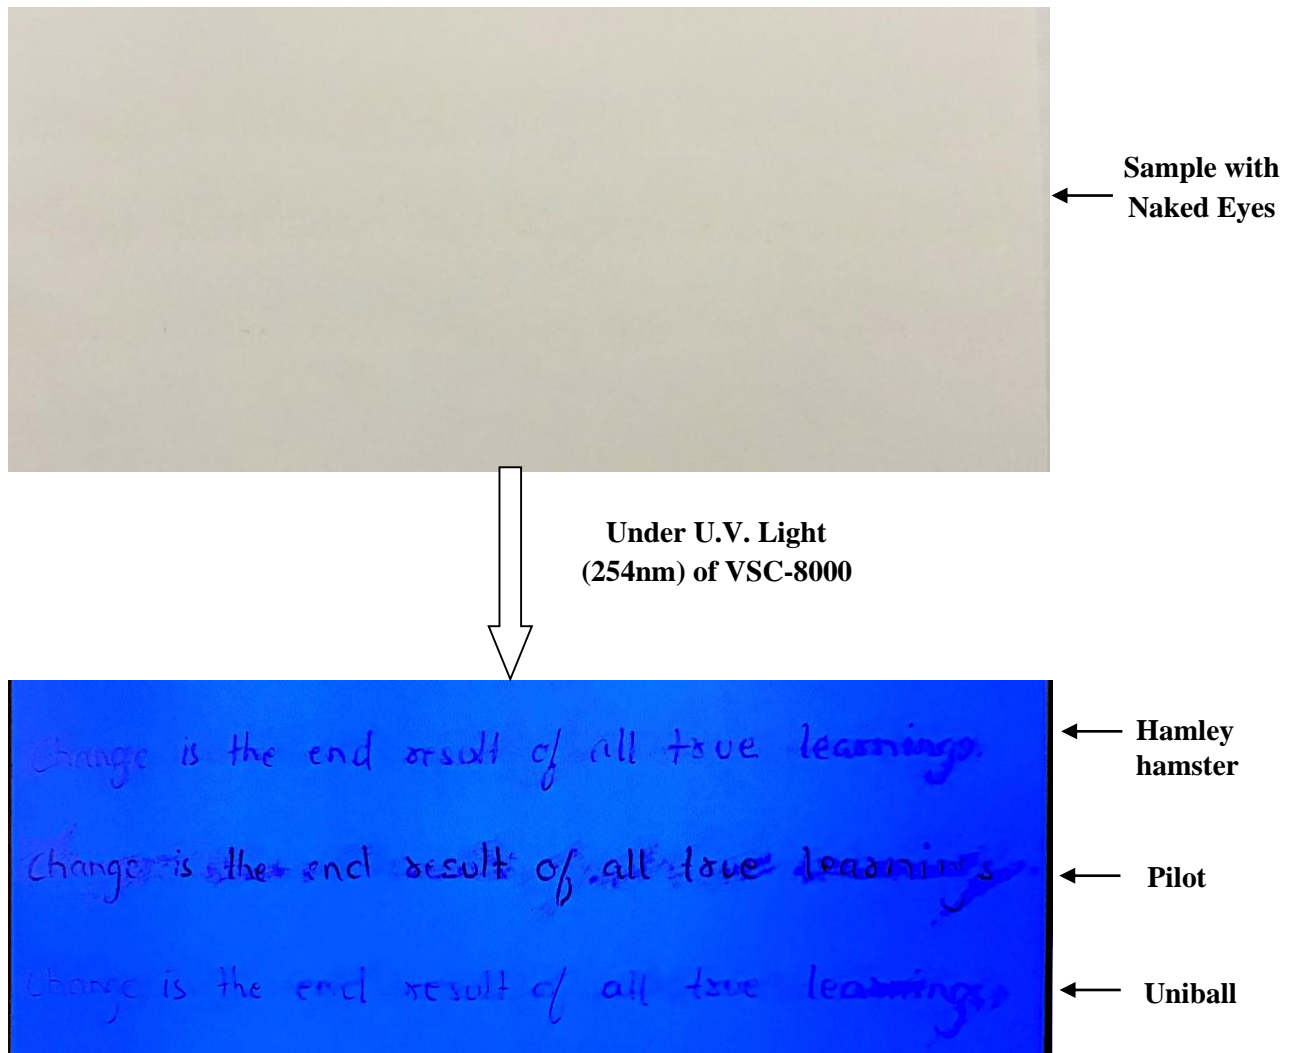 Sample with
Naked Eyes
Under U.V. Light
(254nm) of VSC-8000
Change is the end result of all true learnings.
Hamley
hamster
Change is the end result of all true learnings
Pilot
Change is the end result of all true learnings.
Uniball